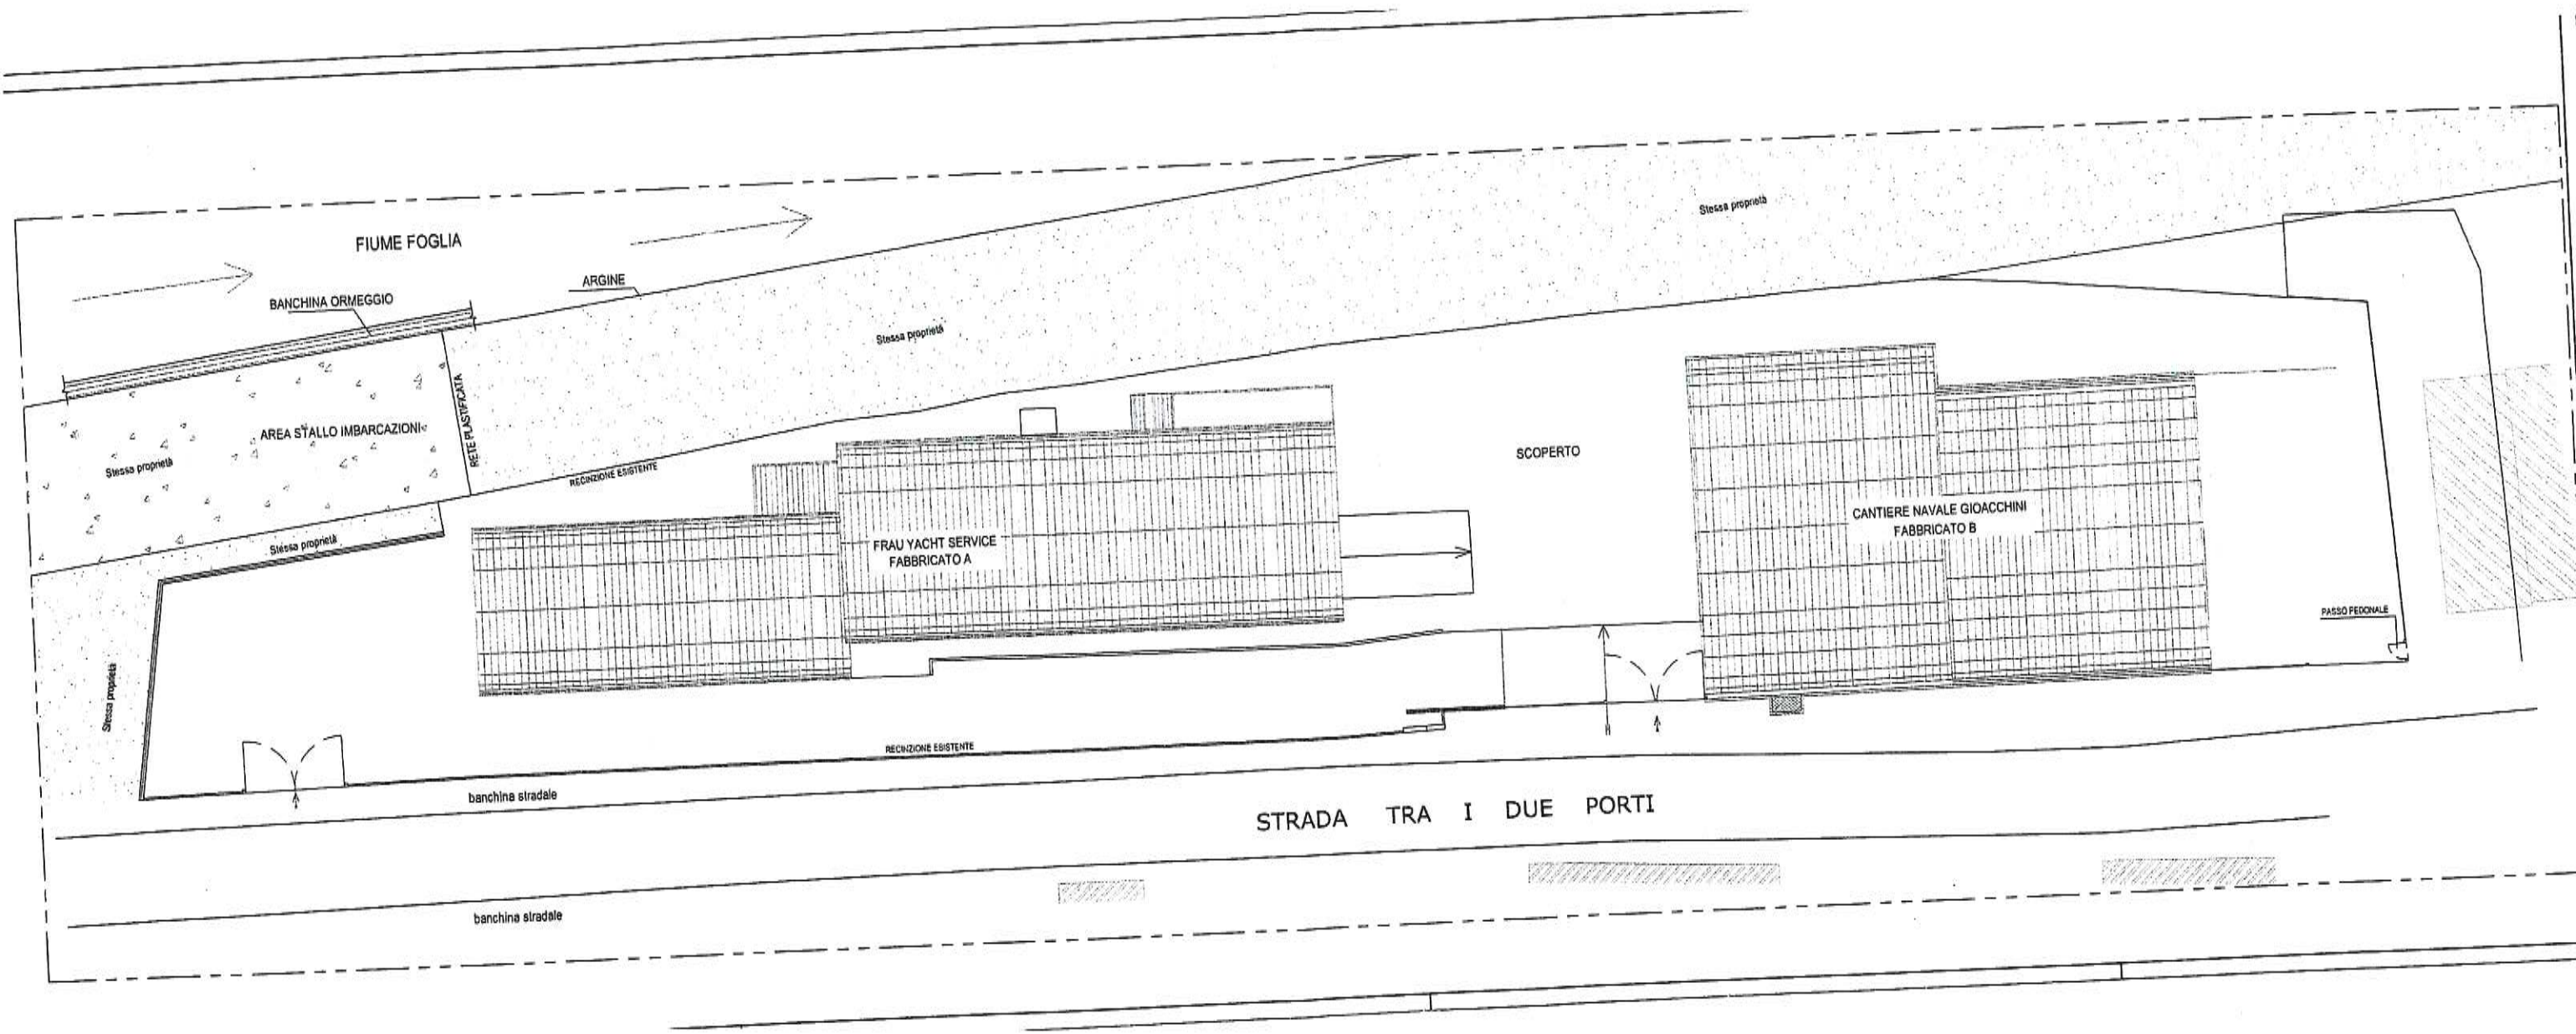 Stessa proprietà
FIUME FOGLIA
ARGINE
BANCHINA ORMEGGIO
Stessa proprietà
RETE PLASTIFICATA
AREA STALLO IMBARCAZIONI
Stessa proprietà
RECINZIONE ESISTENTE
SCOPERTO
CANTIERE NAVALE GIOACCHINI
FABBRICATO B
FRAU YACHT SERVICE
FABBRICATO A
Stessa proprietà
PASSO PEDONALE
Stessa proprietà
RECINZIONE ESISTENTE
banchina stradale
STRADA TRA I DUE PORTI
banchina stradale